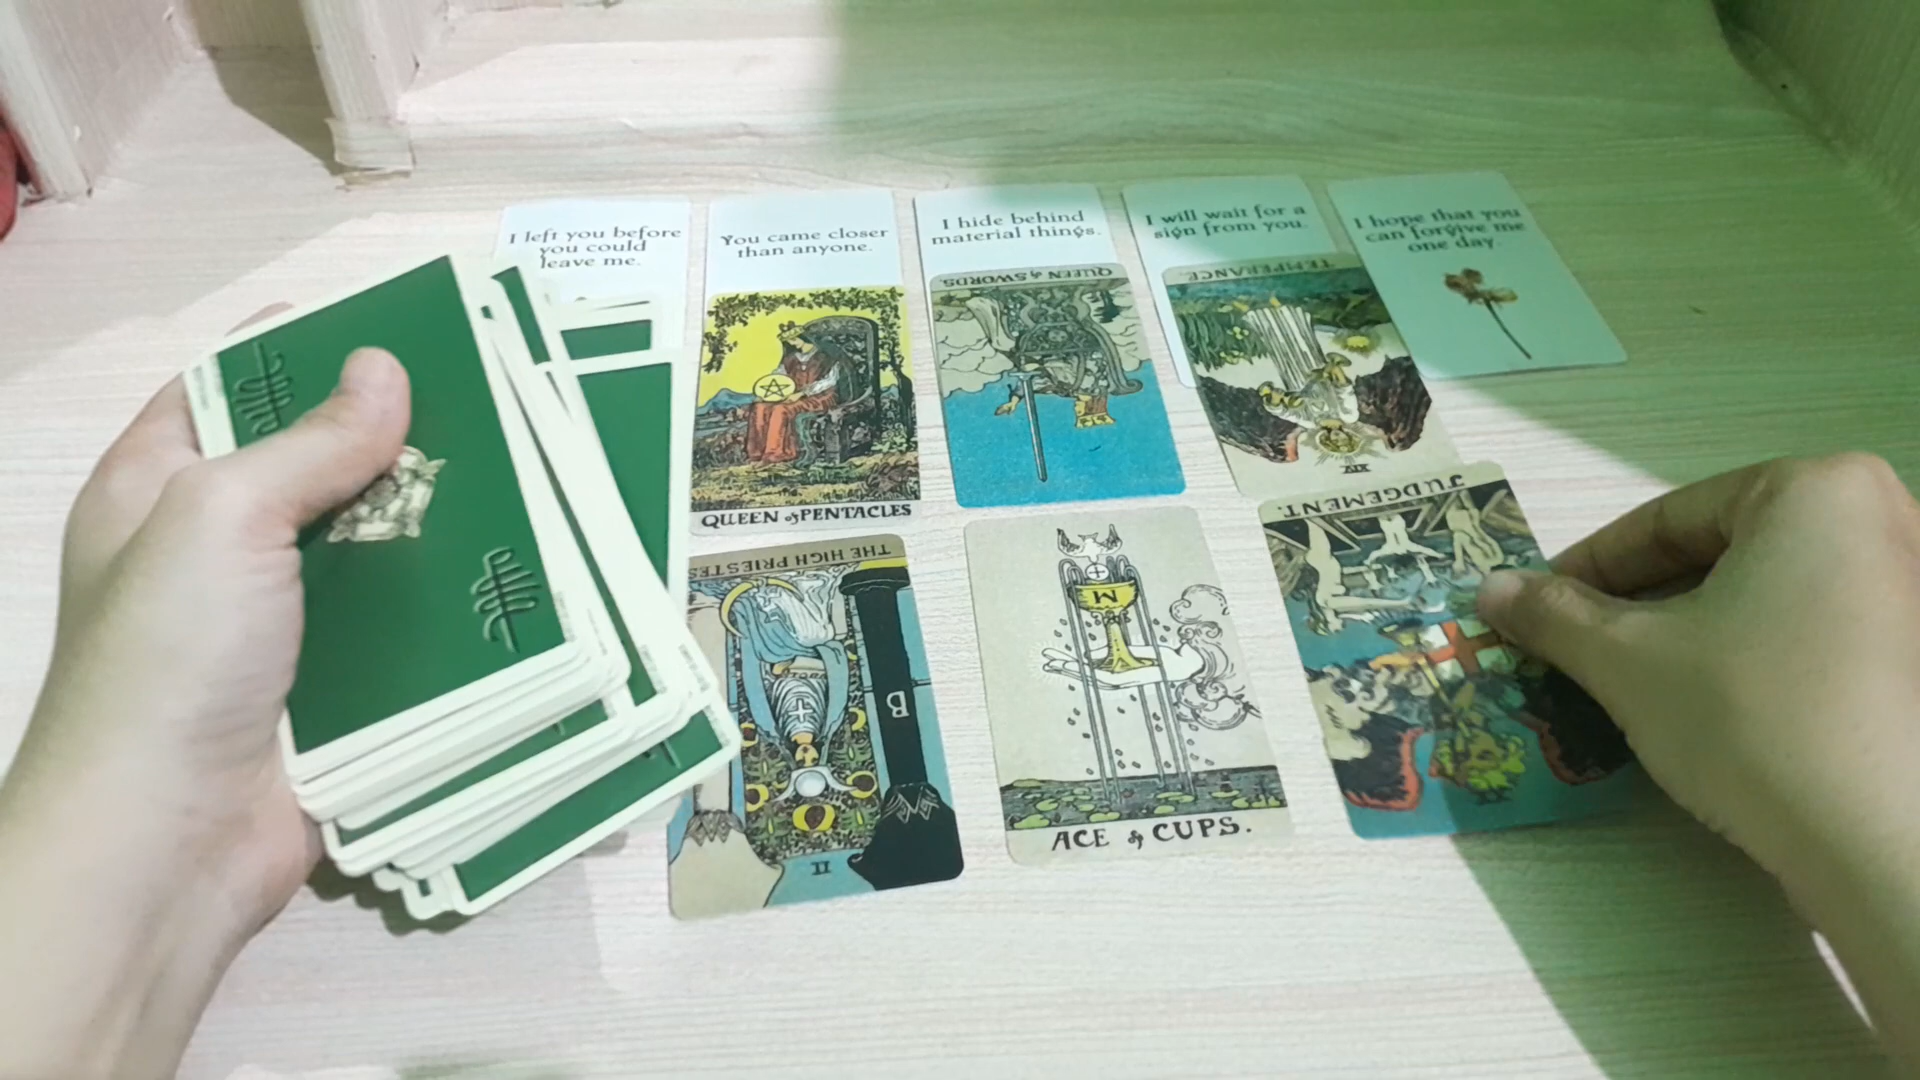 I left you before
you could
leave me.
You came closer
than anyone.
I hide behind
material things.
I will wait for a
sign from you.
I hope that you
can forgive me
one day.
QUEEN of SWORDS.
TEMPERANCE.
XIV
QUEEN of PENTACLES
JUDGEMENT.
THE HIGH PRIESTES
B
II
M
ACE of CUPS.
XX